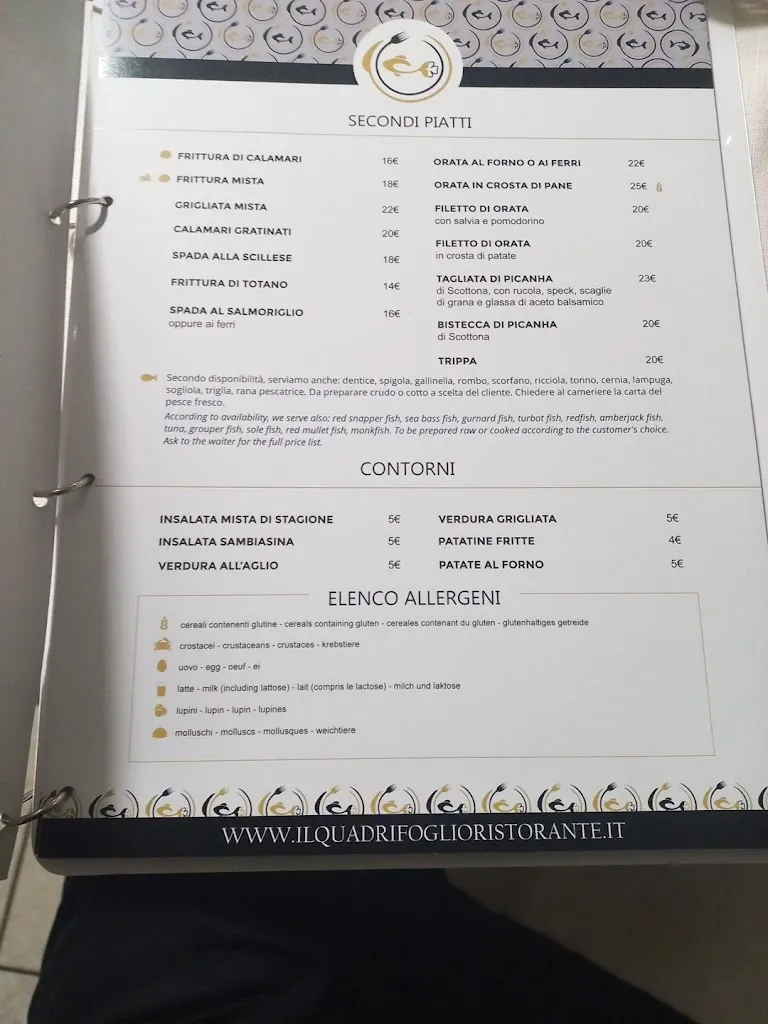 SECONDI PIATTI
FRITTURA DI CALAMARI 16€
FRITTURA MISTA 18€
GRIGLIATA MISTA 22€
CALAMARI GRATINATI 20€
SPADA ALLA SCILLESE 18€
FRITTURA DI TOTANO 14€
SPADA AL SALMORIGLIO 16€
oppure ai ferri
ORATA AL FORNO O AI FERRI 22€
ORATA IN CROSTA DI PANE 25€
FILETTO DI ORATA 20€
con salvia e pomodorino
FILETTO DI ORATA 20€
in crosta di patate
TAGLIATA DI PICANHA 23€
di Scottona, con rucola, speck, scaglie
di grana e glassa di aceto balsamico
BISTECCA DI PICANHA 20€
di Scottona
TRIPPA 20€
Secondo disponibilità, serviamo anche: dentice, spigola, gallinella, rombo, scorfano, ricciola, tonno, cernia, lampuga,
sogliola, triglia, rana pescatrice. Da preparare crudo o cotto a scelta del cliente. Chiedere al cameriere la carta del
pesce fresco.
According to availability, we serve also: red snapper fish, sea bass fish, gurnard fish, turbot fish, redfish, amberjack fish,
tuna, grouper fish, sole fish, red mullet fish, monkfish. To be prepared raw or cooked according to the customer's choice.
Ask to the waiter for the full price list.
CONTORNI
INSALATA MISTA DI STAGIONE 5€
INSALATA SAMBIASINA 5€
VERDURA ALL'AGLIO 5€
VERDURA GRIGLIATA 5€
PATATINE FRITTE 4€
PATATE AL FORNO 5€
ELENCO ALLERGENI
cereali contenenti glutine - cereals containing gluten - cereales contenant du gluten - glutenhaltiges getreide
crostacei - crustaceans - crustaces - krebstiere
uovo - egg - oeuf - ei
latte - milk (including lattose) - lait (compris le lactose) - milch und laktose
lupini - lupin - lupin - lupines
molluschi - molluscs - mollusques - weichtiere
WWW.ILQUADRIFOGLIORISTORANTE.IT